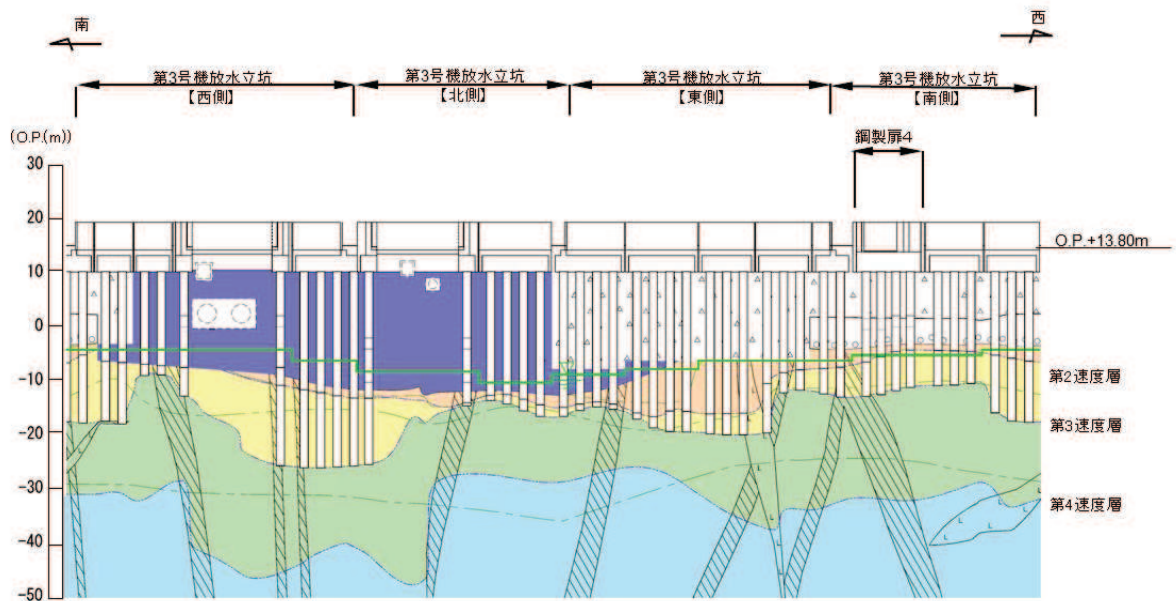 南
西
第3号機放水立坑
【西側】
第3号機放水立坑
【北側】
第3号機放水立坑
【東側】
第3号機放水立坑
【南側】
(O.P.(m))
鋼製扉4
30
20
O.P.+13.80m
10
0
-10
第2速度層
-20
第3速度層
-30
第4速度層
-40
-50